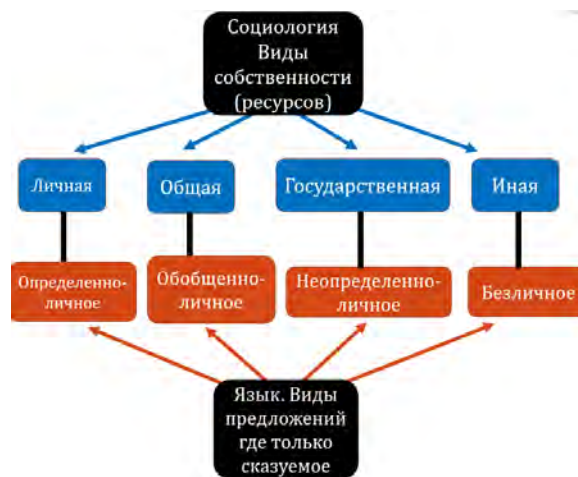 Социология
Виды
собственности
(ресурсов)
Личная
Общая
Государственная
Иная
Определенно-
личное
Обобщенно-
личное
Неопределенно-
личное
Безличное
Язык. Виды
предложений
где только
сказуемое